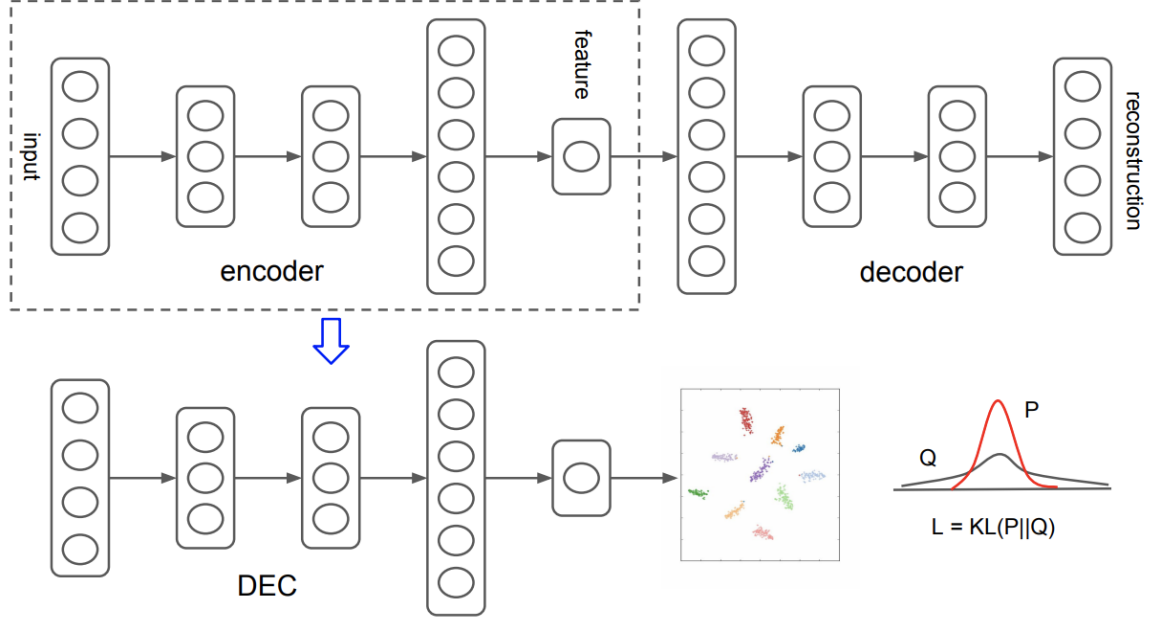 input
feature
reconstruction
encoder
decoder
DEC
P
Q
L = KL(P||Q)